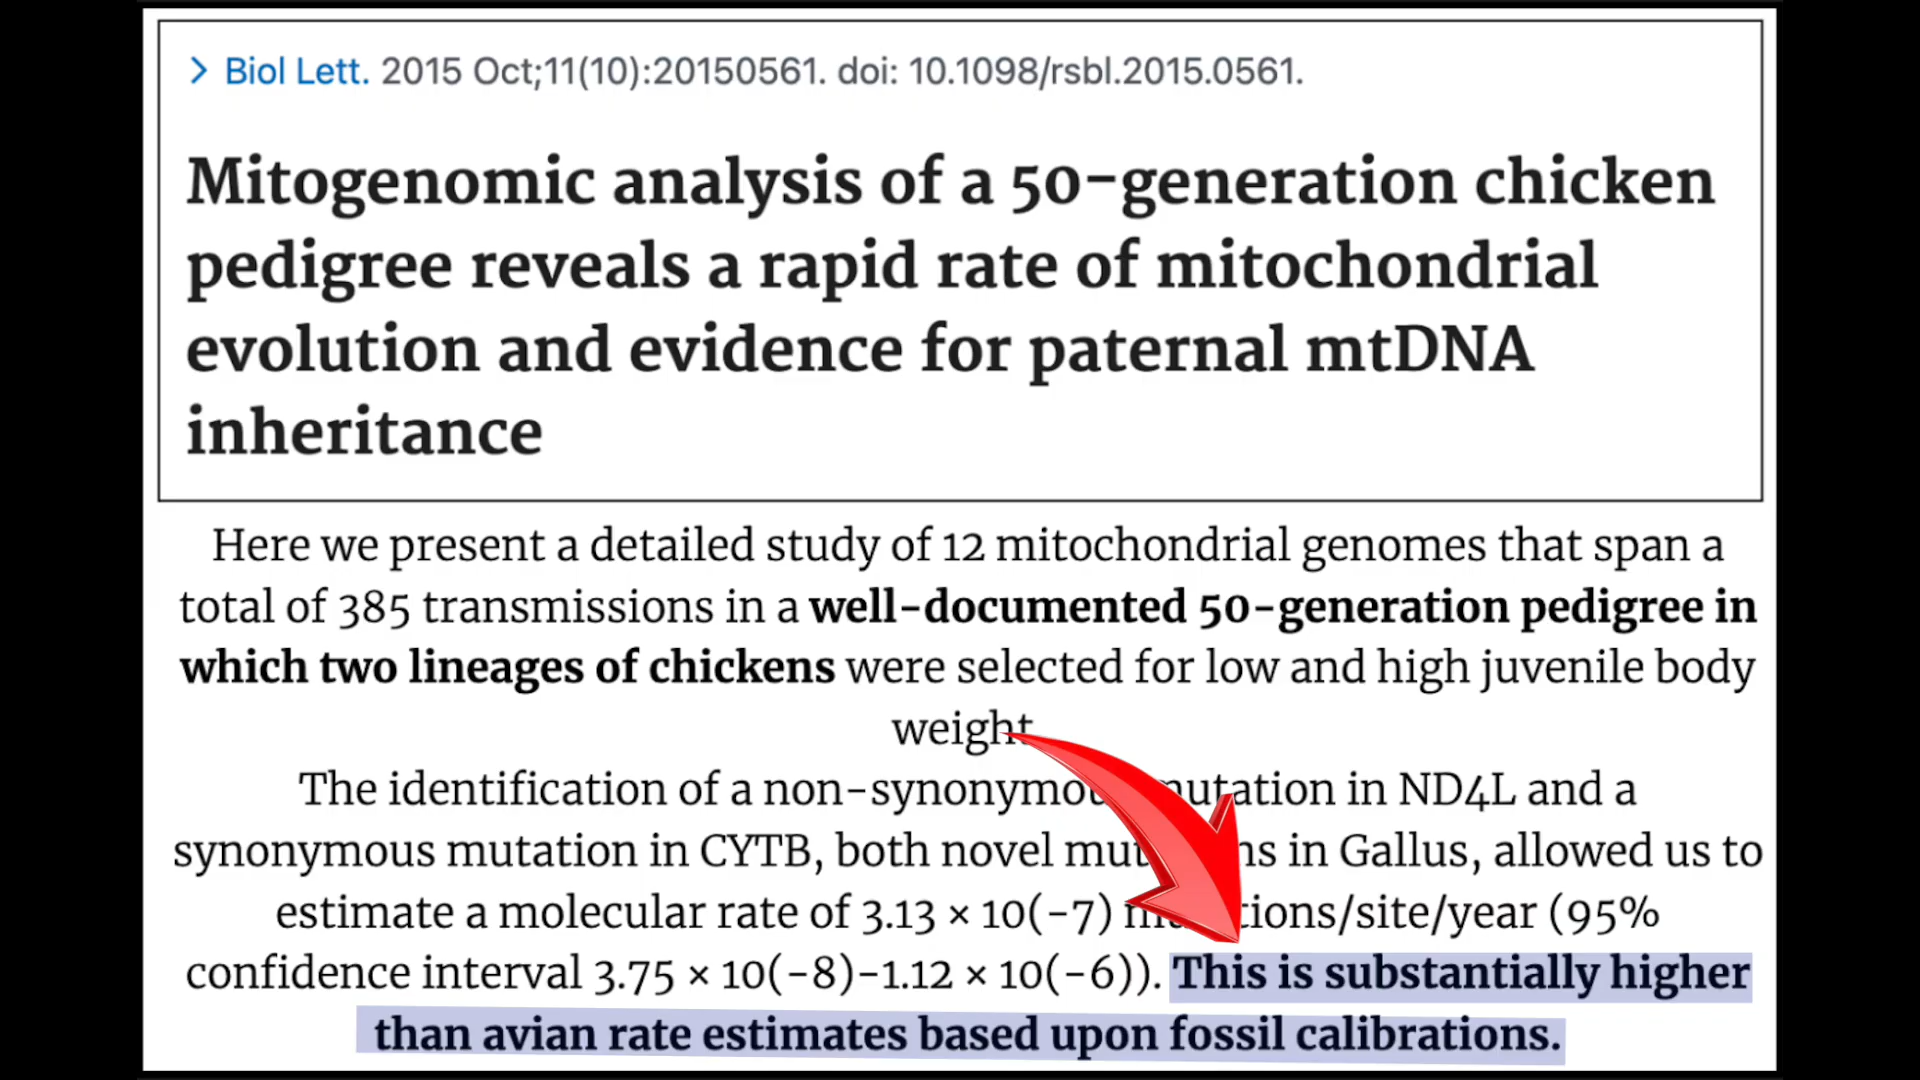 > Biol Lett. 2015 Oct;11(10):20150561. doi: 10.1098/rsbl.2015.0561.
Mitogenomic analysis of a 50-generation chicken
pedigree reveals a rapid rate of mitochondrial
evolution and evidence for paternal mtDNA
inheritance
Here we present a detailed study of 12 mitochondrial genomes that span a
total of 385 transmissions in a well-documented 50-generation pedigree in
which two lineages of chickens were selected for low and high juvenile body
weight
The identification of a non-synonymous mutation in ND4L and a
synonymous mutation in CYTB, both novel mutations in Gallus, allowed us to
estimate a molecular rate of 3.13 × 10(-7) mutations/site/year (95%
confidence interval 3.75 × 10(-8)-1.12 × 10(-6)). This is substantially higher
than avian rate estimates based upon fossil calibrations.